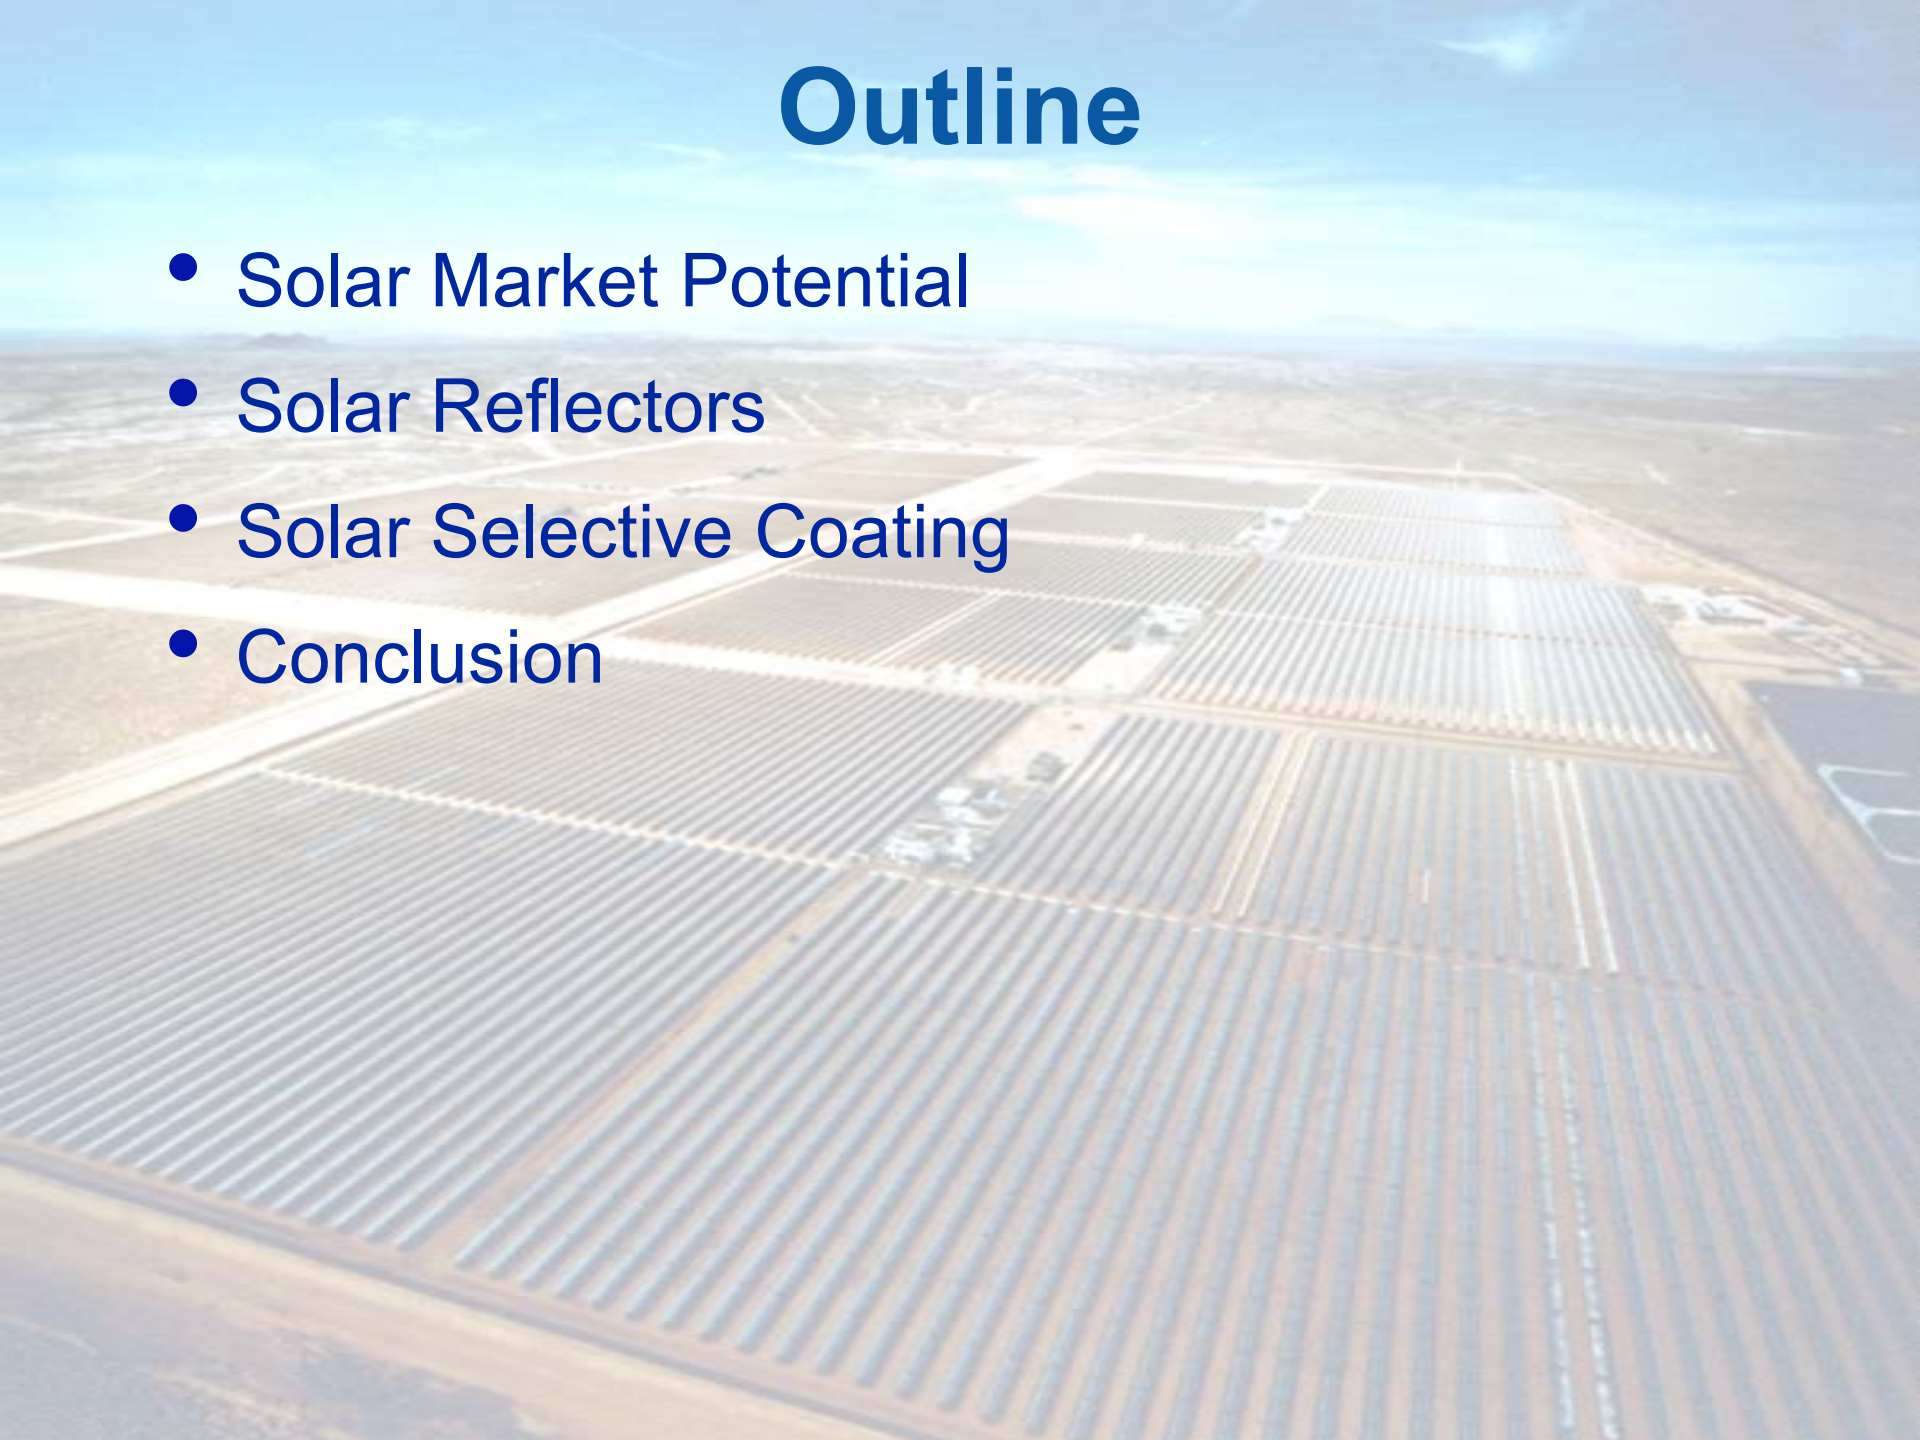 Outline
• Solar Market Potential
• Solar Reflectors
• Solar Selective Coating
• Conclusion